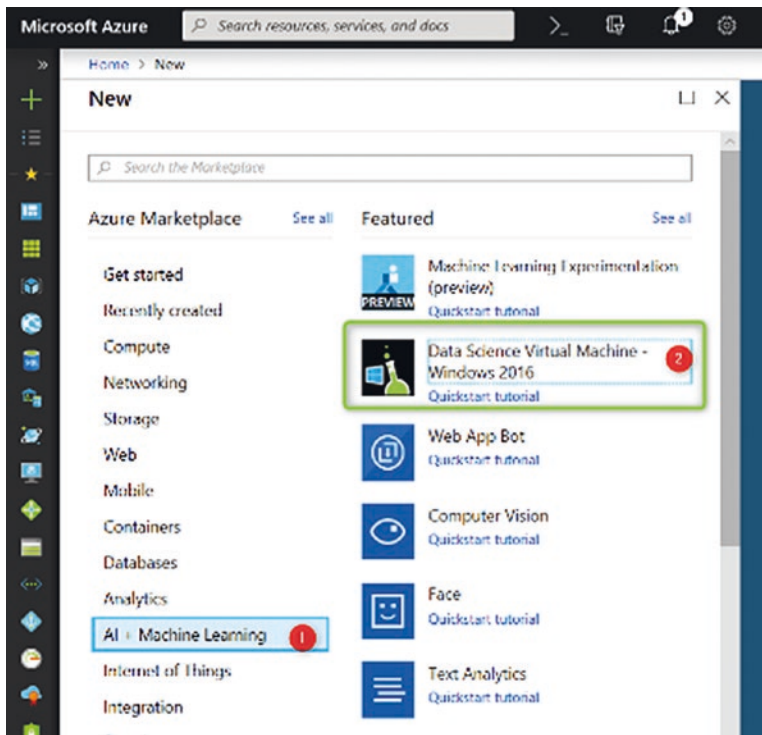 Microsoft Azure
Search resources, services, and docs
1
Home > New
New
Search the Marketplace
Azure Marketplace
See all
Featured
See all
Get started
Recently created
Compute
Networking
Storage
Web
Mobile
Containers
Databases
Analytics
AI + Machine Learning
1
Internet of Things
Integration
PREVIEW
Machine Learning Experimentation
(preview)
Quickstart tutorial
Data Science Virtual Machine -
Windows 2016
2
Quickstart tutorial
Web App Bot
Quickstart tutorial
Computer Vision
Quickstart tutorial
Face
Quickstart tutorial
Text Analytics
Quickstart tutorial